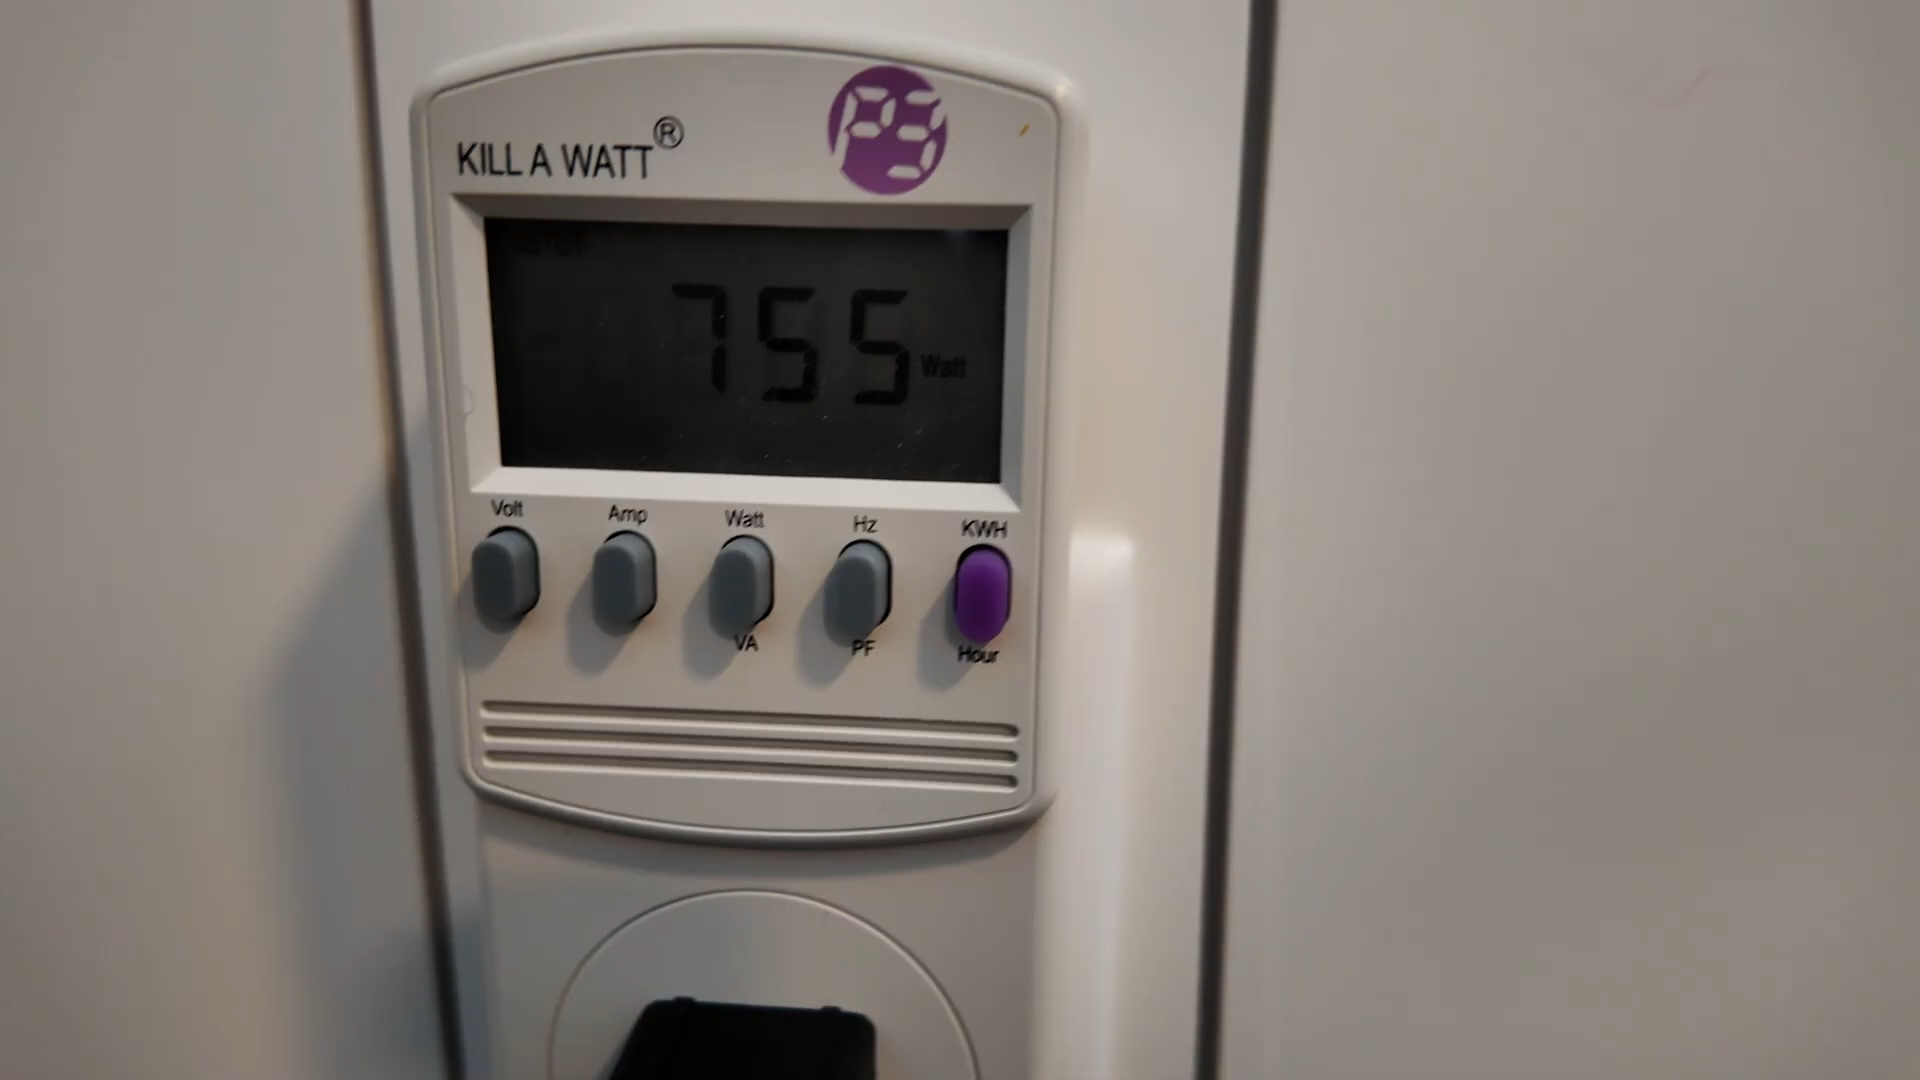 KILL A WATT®
P3
755 Watt
Volt Amp Watt Hz KWH
VA PF Hour